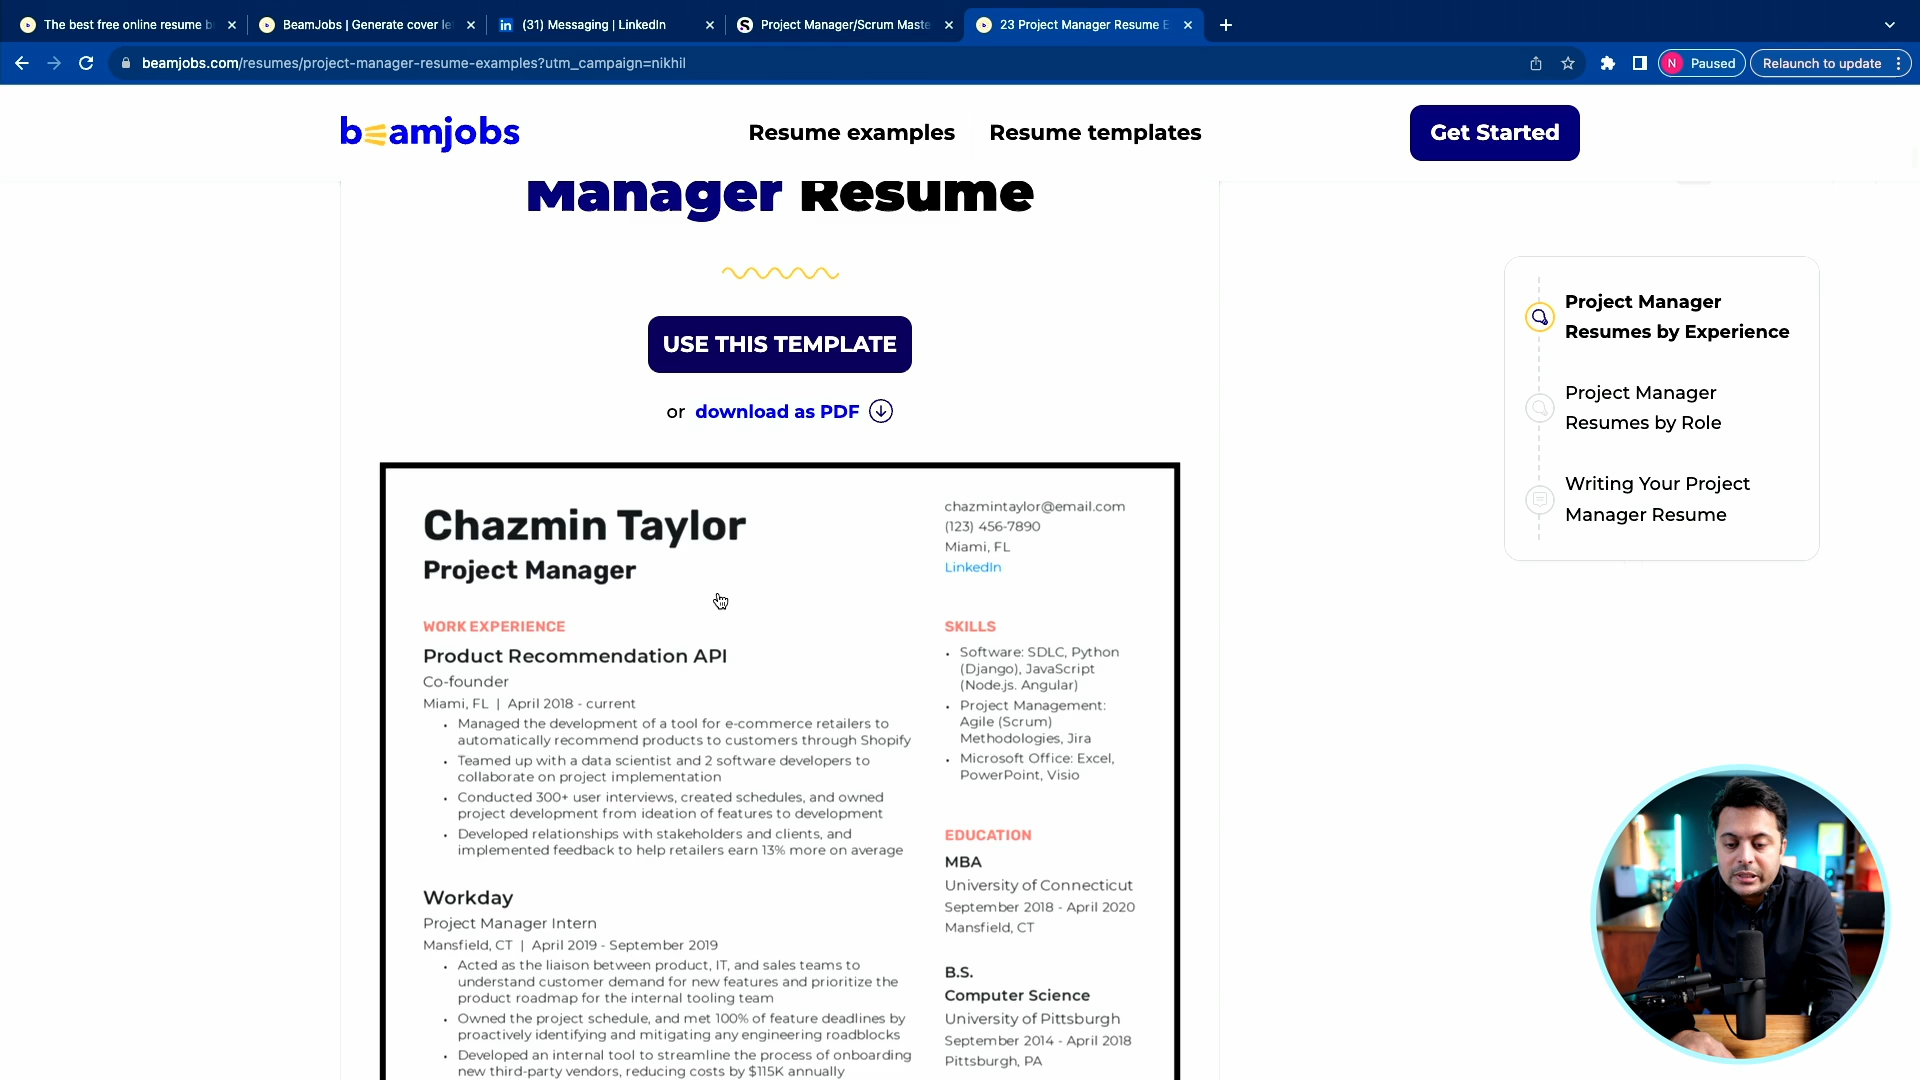 The best free online resume b
BeamJobs | Generate cover le
in (31) Messaging | LinkedIn
S Project Manager/Scrum Maste
23 Project Manager Resume E
beamjobs.com/resumes/project-manager-resume-examples?utm_campaign=nikhil
N Paused
Relaunch to update
beamjobs
Resume examples
Resume templates
Get Started
Manager Resume
USE THIS TEMPLATE
or download as PDF
Project Manager
Resumes by Experience
Project Manager
Resumes by Role
Writing Your Project
Manager Resume
Chazmin Taylor
Project Manager
chazmintaylor@email.com
(123) 456-7890
Miami, FL
LinkedIn
WORK EXPERIENCE
Product Recommendation API
Co-founder
Miami, FL | April 2018 - current
• Managed the development of a tool for e-commerce retailers to
automatically recommend products to customers through Shopify
• Teamed up with a data scientist and 2 software developers to
collaborate on project implementation
• Conducted 300+ user interviews, created schedules, and owned
project development from ideation of features to development
• Developed relationships with stakeholders and clients, and
implemented feedback to help retailers earn 13% more on average
Workday
Project Manager Intern
Mansfield, CT | April 2019 - September 2019
• Acted as the liaison between product, IT, and sales teams to
understand customer demand for new features and prioritize the
product roadmap for the internal tooling team
• Owned the project schedule, and met 100% of feature deadlines by
proactively identifying and mitigating any engineering roadblocks
• Developed an internal tool to streamline the process of onboarding
new third-party vendors, reducing costs by $115K annually
SKILLS
• Software: SDLC, Python
(Django), JavaScript
(Node.js. Angular)
• Project Management:
Agile (Scrum)
Methodologies, Jira
• Microsoft Office: Excel,
PowerPoint, Visio
EDUCATION
MBA
University of Connecticut
September 2018 - April 2020
Mansfield, CT
B.S.
Computer Science
University of Pittsburgh
September 2014 - April 2018
Pittsburgh, PA